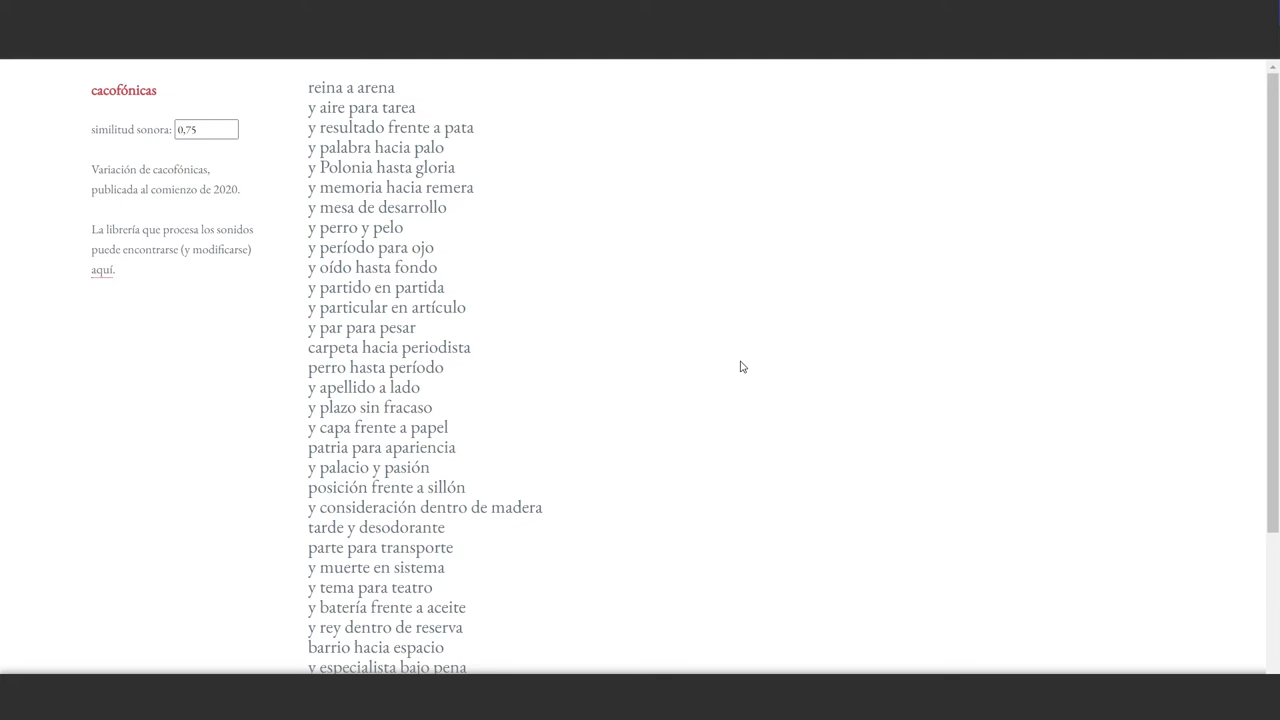 cacofónicas
similitud sonora: 0,75
Variación de cacofónicas,
publicada al comienzo de 2020.
La librería que procesa los sonidos
puede encontrarse (y modificarse)
aquí.
reina a arena
y aire para tarea
y resultado frente a pata
y palabra hacia palo
y Polonia hasta gloria
y memoria hacia remera
y mesa de desarrollo
y perro y pelo
y período para ojo
y oído hasta fondo
y partido en partida
y particular en artículo
y par para pesar
carpeta hacia periodista
perro hasta período
y apellido a lado
y plazo sin fracaso
y capa frente a papel
patria para apariencia
y palacio y pasión
posición frente a sillón
y consideración dentro de madera
tarde y desodorante
parte para transporte
y muerte en sistema
y tema para teatro
y batería frente a aceite
y rey dentro de reserva
barrio hacia espacio
y especialista bajo pena